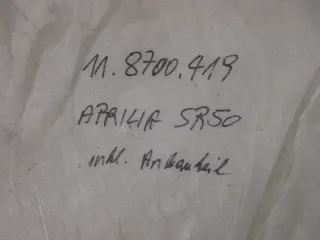 11.8700.419
APRILIA SR50
inkl. Anbauteil